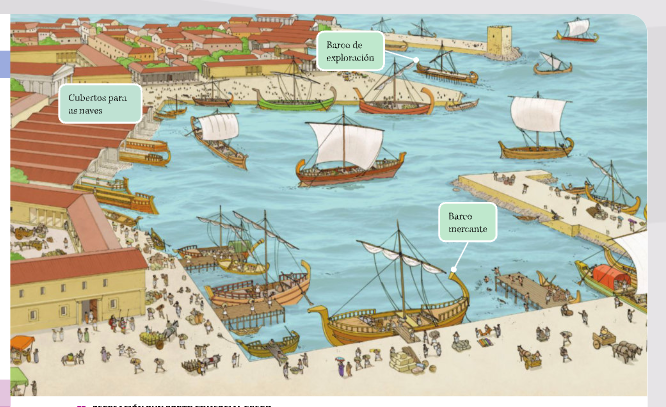 Barco de
exploración
Cubertos para
as naves
Barco
mercante